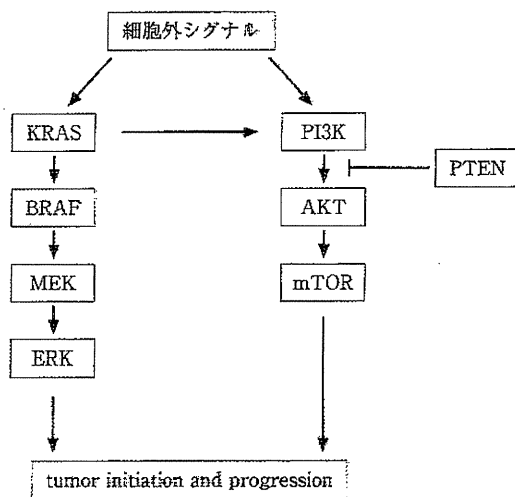 細胞外シグナル
KRAS
PI3K
PTEN
BRAF
AKT
MEK
mTOR
ERK
tumor initiation and progression